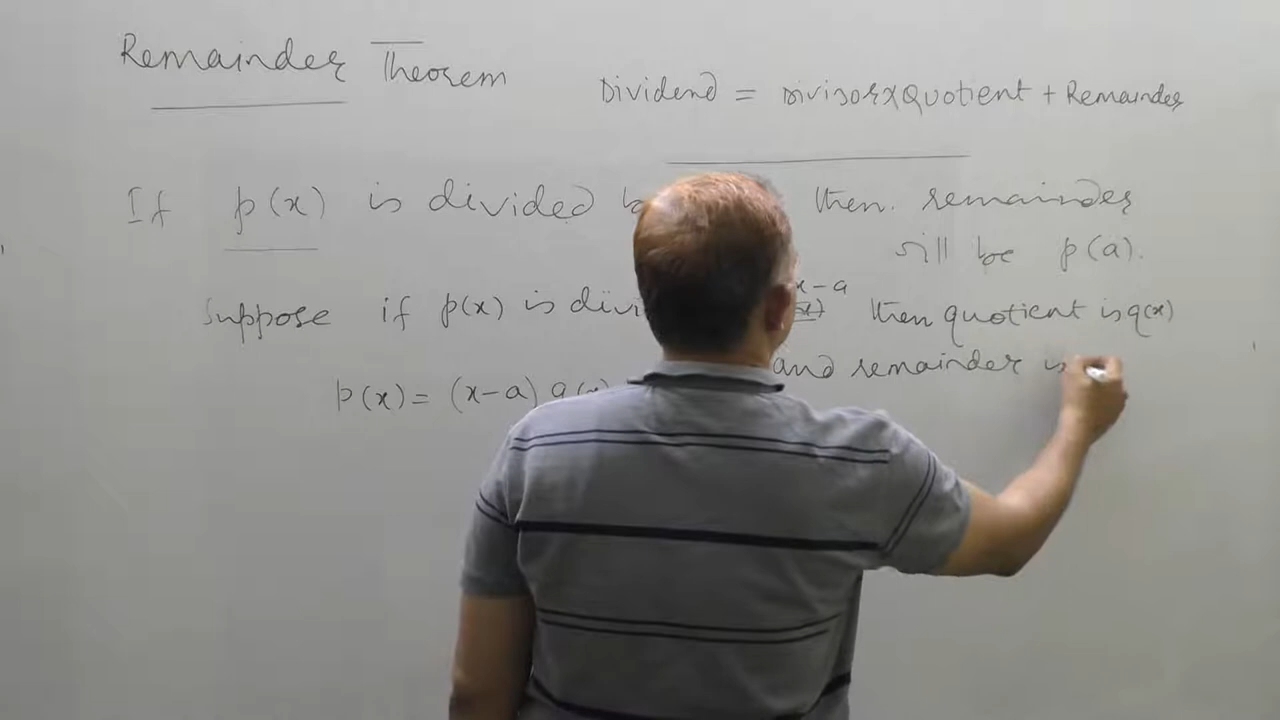 Remainder Theorem
Dividend = Divisor x Quotient + Remainder
If p(x) is divided then. remainder
will be p(a).
x-a
Suppose if p(x) is then quotient is q(x)
and remainder is
p(x) = (x-a)